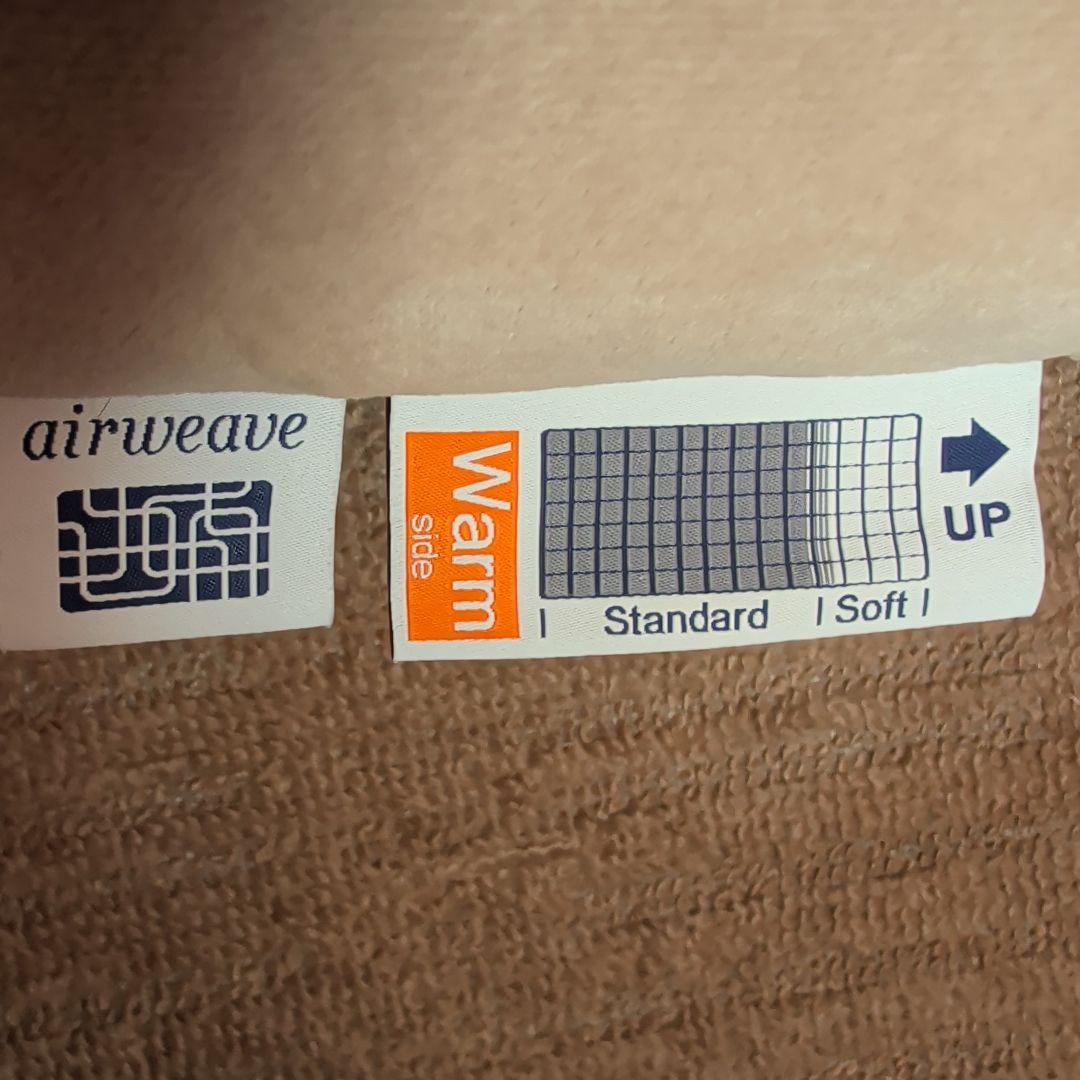 airweave
Warm
side
| Standard | Soft |
UP